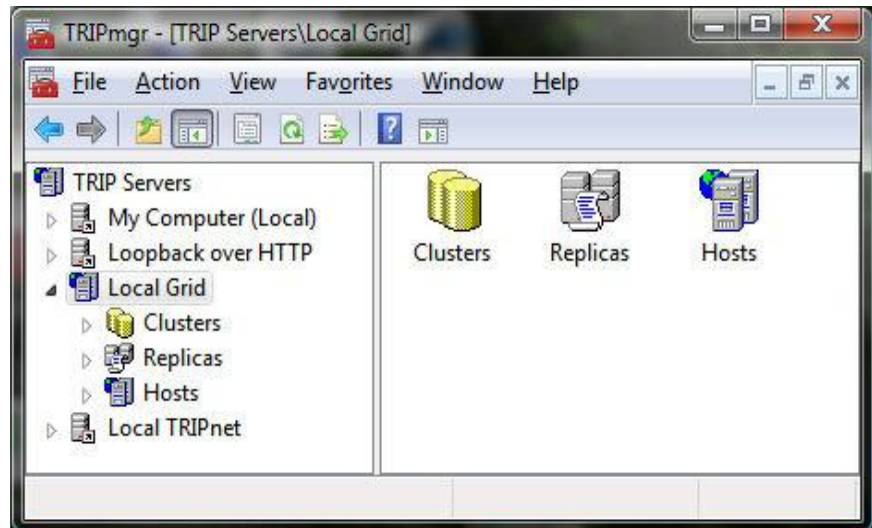 TRIPmgr - [TRIP Servers\Local Grid]
File Action View Favorites Window Help
TRIP Servers
My Computer (Local)
Loopback over HTTP
Local Grid
Clusters
Replicas
Hosts
Local TRIPnet
Clusters Replicas Hosts